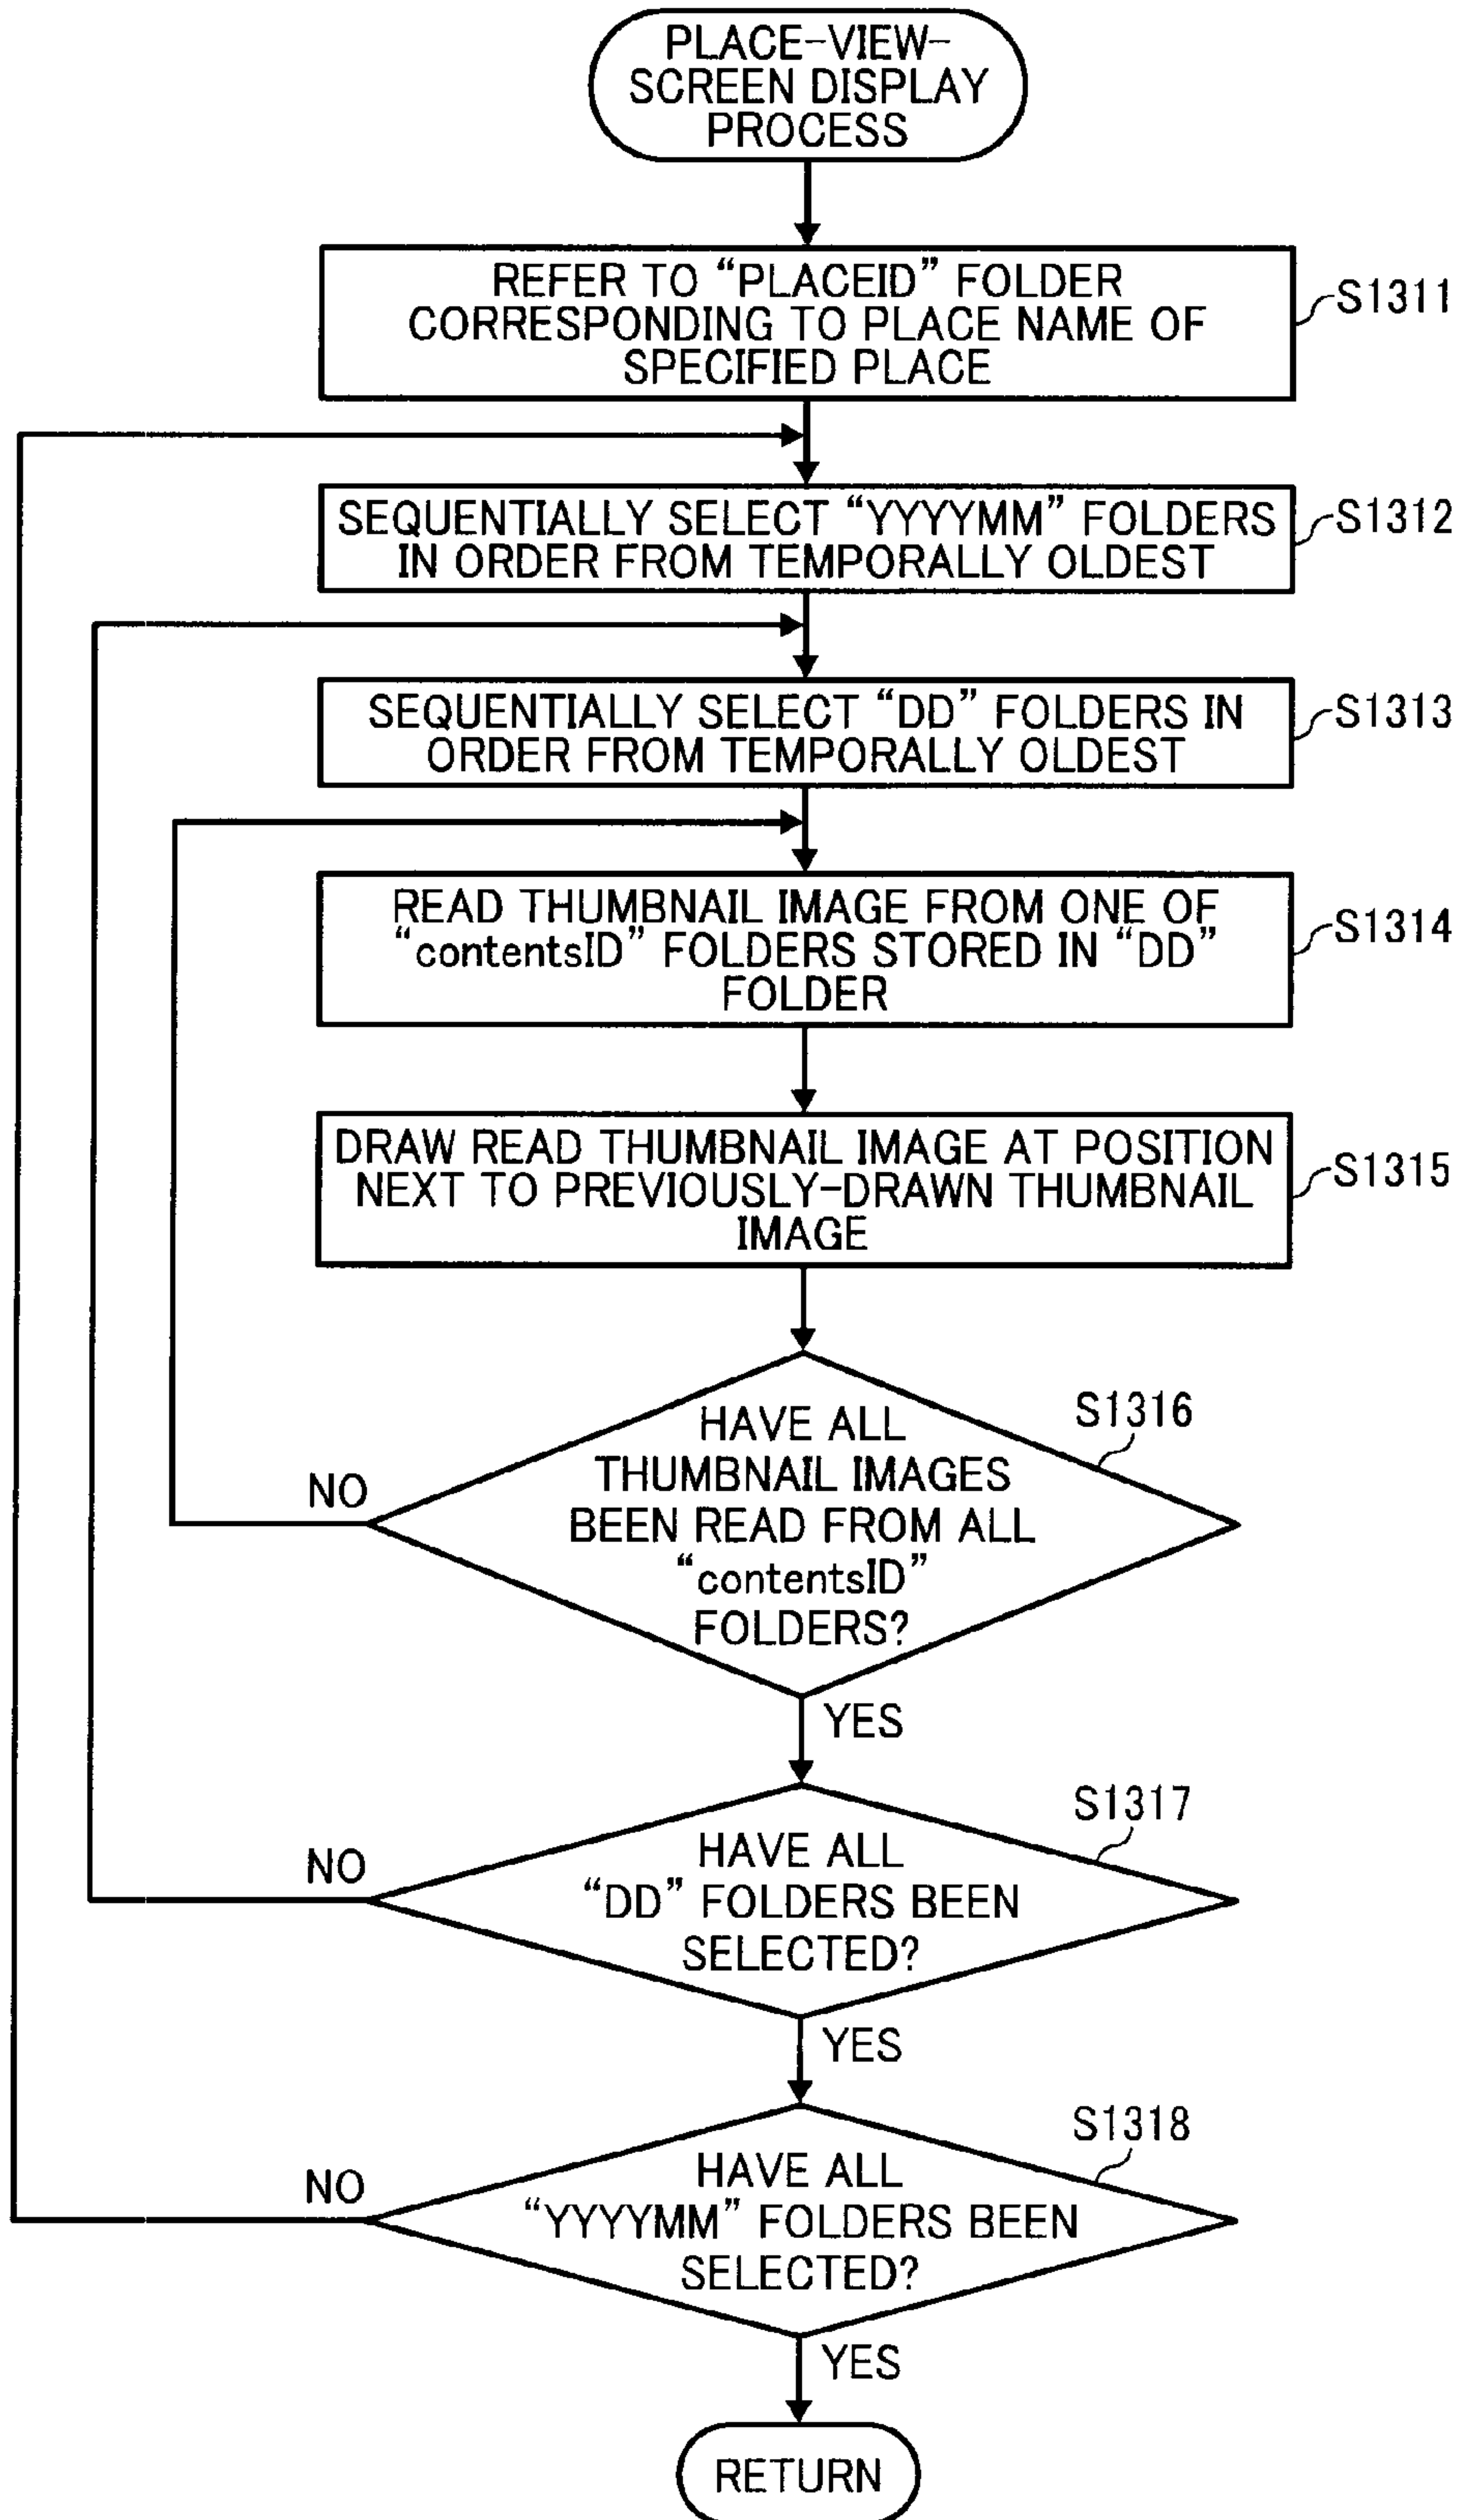 PLACE-VIEW-
SCREEN DISPLAY
PROCESS
REFER TO “PLACEID” FOLDER
CORRESPONDING TO PLACE NAME OF
SPECIFIED PLACE
S1311
SEQUENTIALLY SELECT “YYYYMM” FOLDERS
IN ORDER FROM TEMPORALLY OLDEST
S1312
SEQUENTIALLY SELECT “DD” FOLDERS IN
ORDER FROM TEMPORALLY OLDEST
S1313
READ THUMBNAIL IMAGE FROM ONE OF
“contentsID” FOLDERS STORED IN “DD”
FOLDER
S1314
DRAW READ THUMBNAIL IMAGE AT POSITION
NEXT TO PREVIOUSLY-DRAWN THUMBNAIL
IMAGE
S1315
S1316
HAVE ALL
THUMBNAIL IMAGES
BEEN READ FROM ALL
“contentsID”
FOLDERS?
NO
YES
S1317
HAVE ALL
“DD” FOLDERS BEEN
SELECTED?
NO
YES
S1318
HAVE ALL
“YYYYMM” FOLDERS BEEN
SELECTED?
NO
YES
RETURN